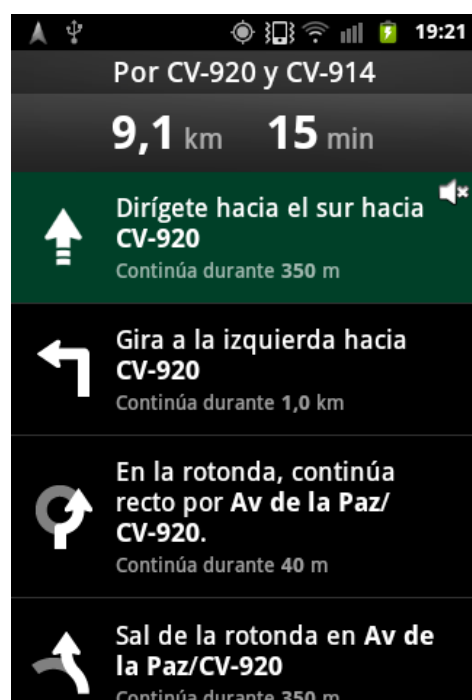 19:21
Por CV-920 y CV-914
9,1 km 15 min
Dirígete hacia el sur hacia
CV-920
Continúa durante 350 m
Gira a la izquierda hacia
CV-920
Continúa durante 1,0 km
En la rotonda, continúa
recto por Av de la Paz/
CV-920.
Continúa durante 40 m
Sal de la rotonda en Av de
la Paz/CV-920
Continúa durante 350 m